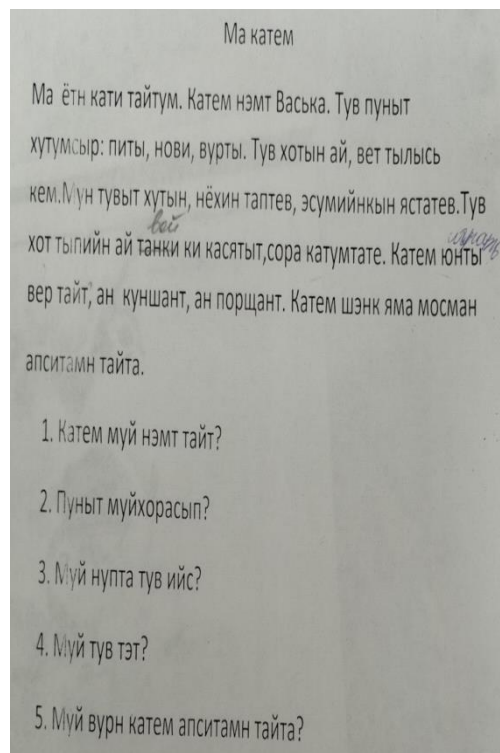 Ма катем
Ма ётн кати тайтум. Катем нэмт Васька. Тув пуныт
хутумсыр: питы, нови, вурты. Тув хотын ай, вет тылысь
кем.Мун тувыт хутын, нёхин таптев, эсумийнкын ястатев.Тув
вой
хот тыпийн ай танки ки касятыт,сора катумтате. Катем юнты
вер тайт, ан куншант, ан порщант. Катем шэнк яма мосман
апситамн тайта.
1. Катем муй нэмт тайт?
2. Пуныт муйхорасып?
3. Муй нупта тув ийс?
4. Муй тув тэт?
5. Муй вурн катем апситамн тайта?